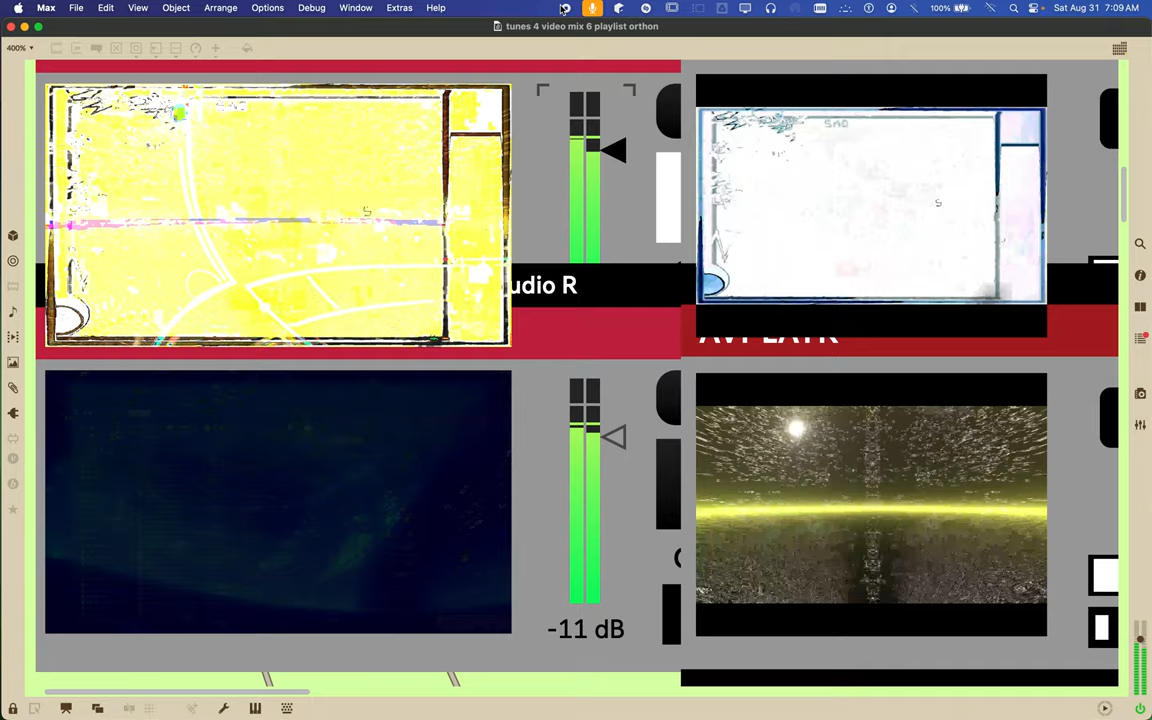 Max File Edit View Object Arrange Options Debug Window Extras Help 100% Sat Aug 31 7:09 AM
tunes 4 video mix 6 playlist orthon
400%
S
SMO
S
udio R
-11 dB